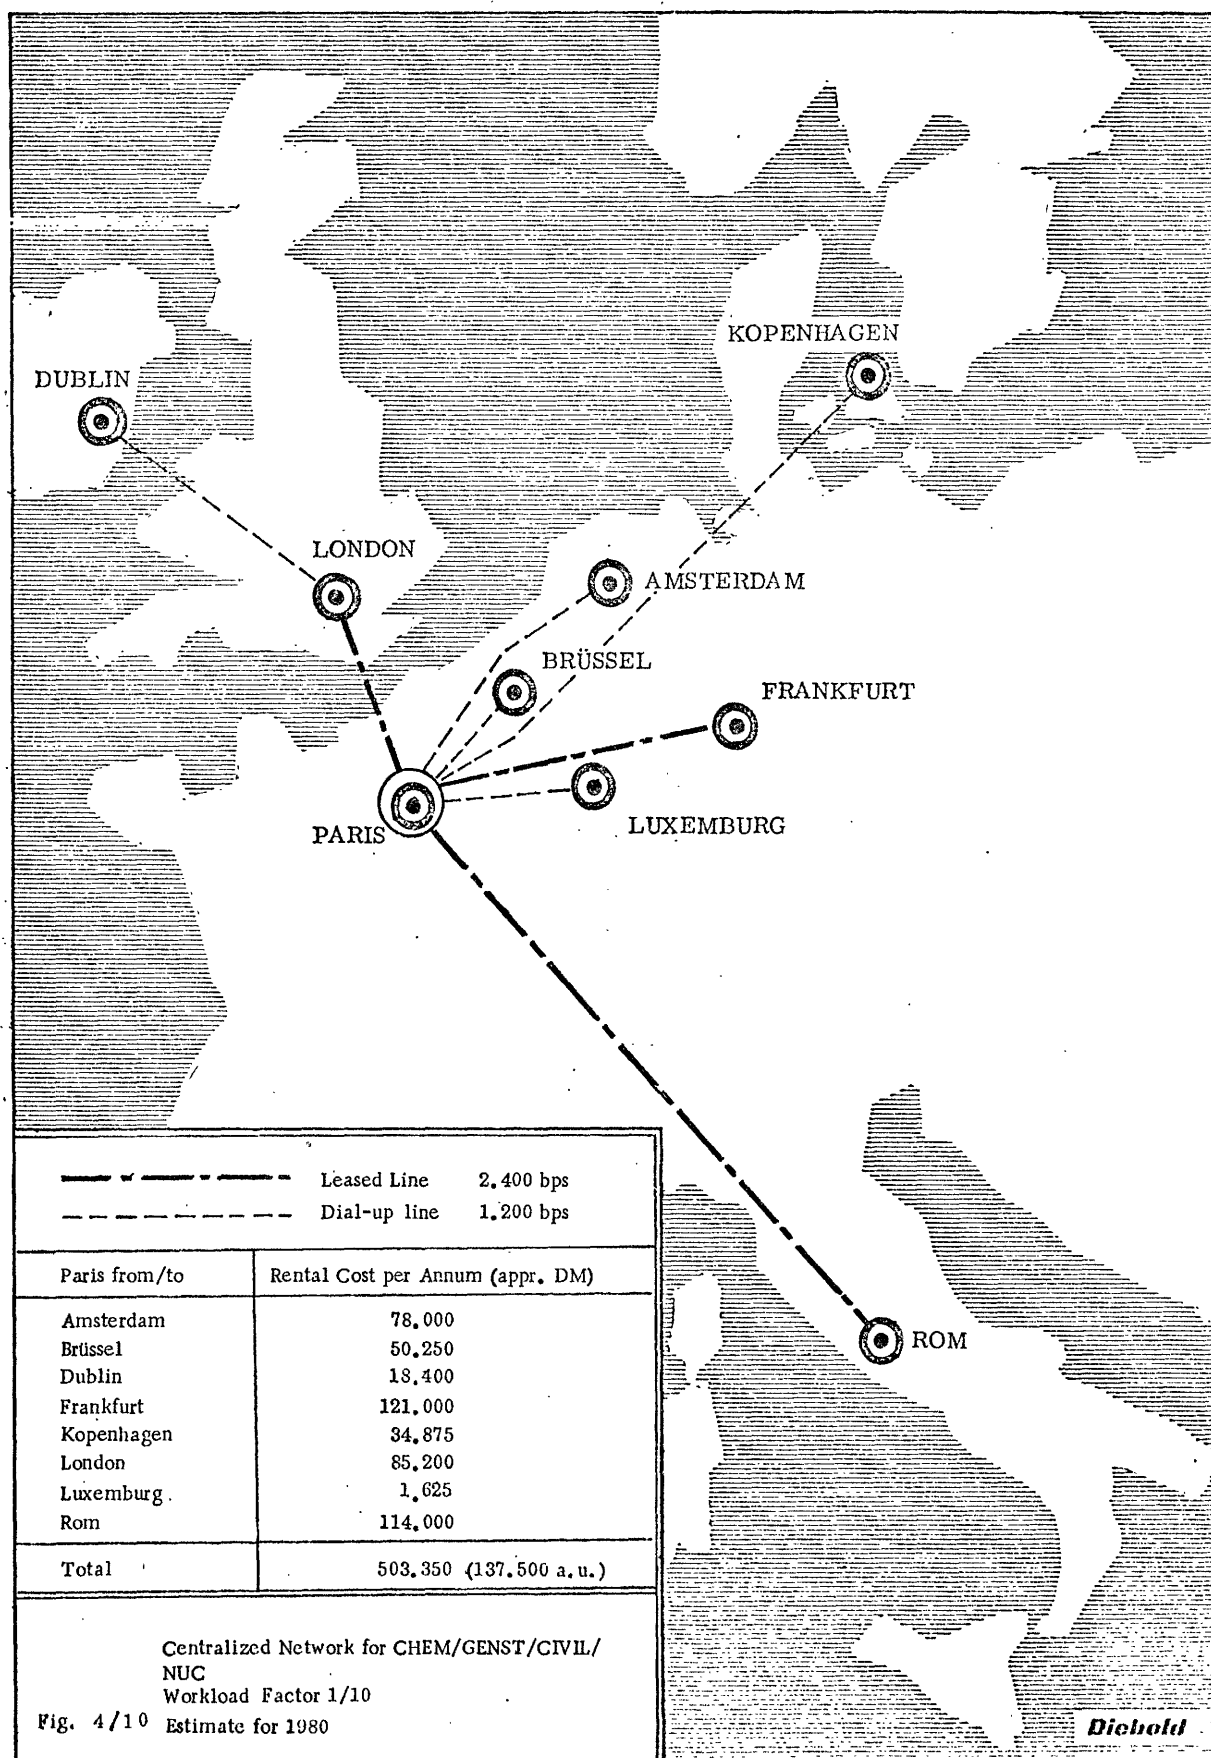 KOPENHAGEN
DUBLIN
LONDON
AMSTERDAM
BRÜSSEL
FRANKFURT
PARIS
LUXEMBURG
ROM
Leased Line 2.400 bps
Dial-up line 1.200 bps
Paris from/to Rental Cost per Annum (appr. DM)
Amsterdam 78.000
Brüssel 50.250
Dublin 18.400
Frankfurt 121.000
Kopenhagen 34.875
London 85.200
Luxemburg 1.625
Rom 114.000
Total 503.350 (137.500 a.u.)
Centralized Network for CHEM/GENST/CIVIL/
NUC
Workload Factor 1/10
Fig. 4/10 Estimate for 1980
Diebold